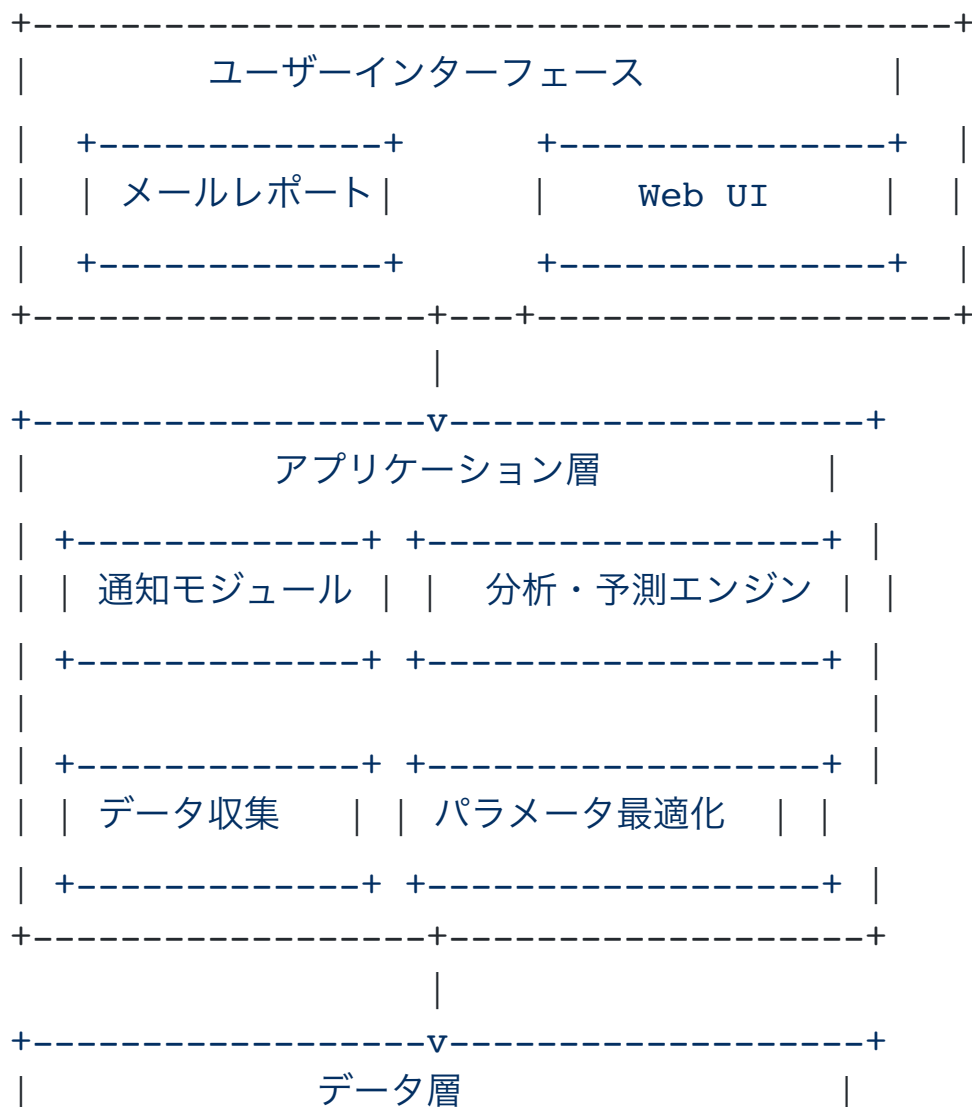 +------------------------------------------+
|          ユーザーインターフェース            |
|  +-------------+      +---------------+  |
|  | メールレポート|      |    Web UI     |  |
|  +-------------+      +---------------+  |
+------------------+---+-------------------+
                   |
+------------------v-------------------+
|            アプリケーション層           |
| +-------------+ +------------------+ |
| | 通知モジュール | |  分析・予測エンジン | |
| +-------------+ +------------------+ |
|                                      |
| +-------------+ +------------------+ |
| | データ収集   | | パラメータ最適化  | |
| +-------------+ +------------------+ |
+------------------+-------------------+
                   |
+------------------v-------------------+
|              データ層                 |